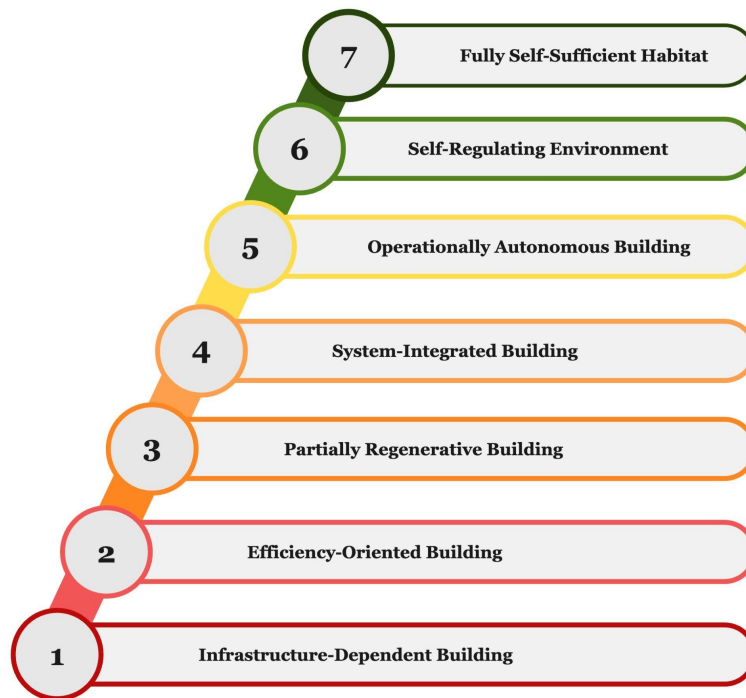 7 Fully Self-Sufficient Habitat
6 Self-Regulating Environment
5 Operationally Autonomous Building
4 System-Integrated Building
3 Partially Regenerative Building
2 Efficiency-Oriented Building
1 Infrastructure-Dependent Building